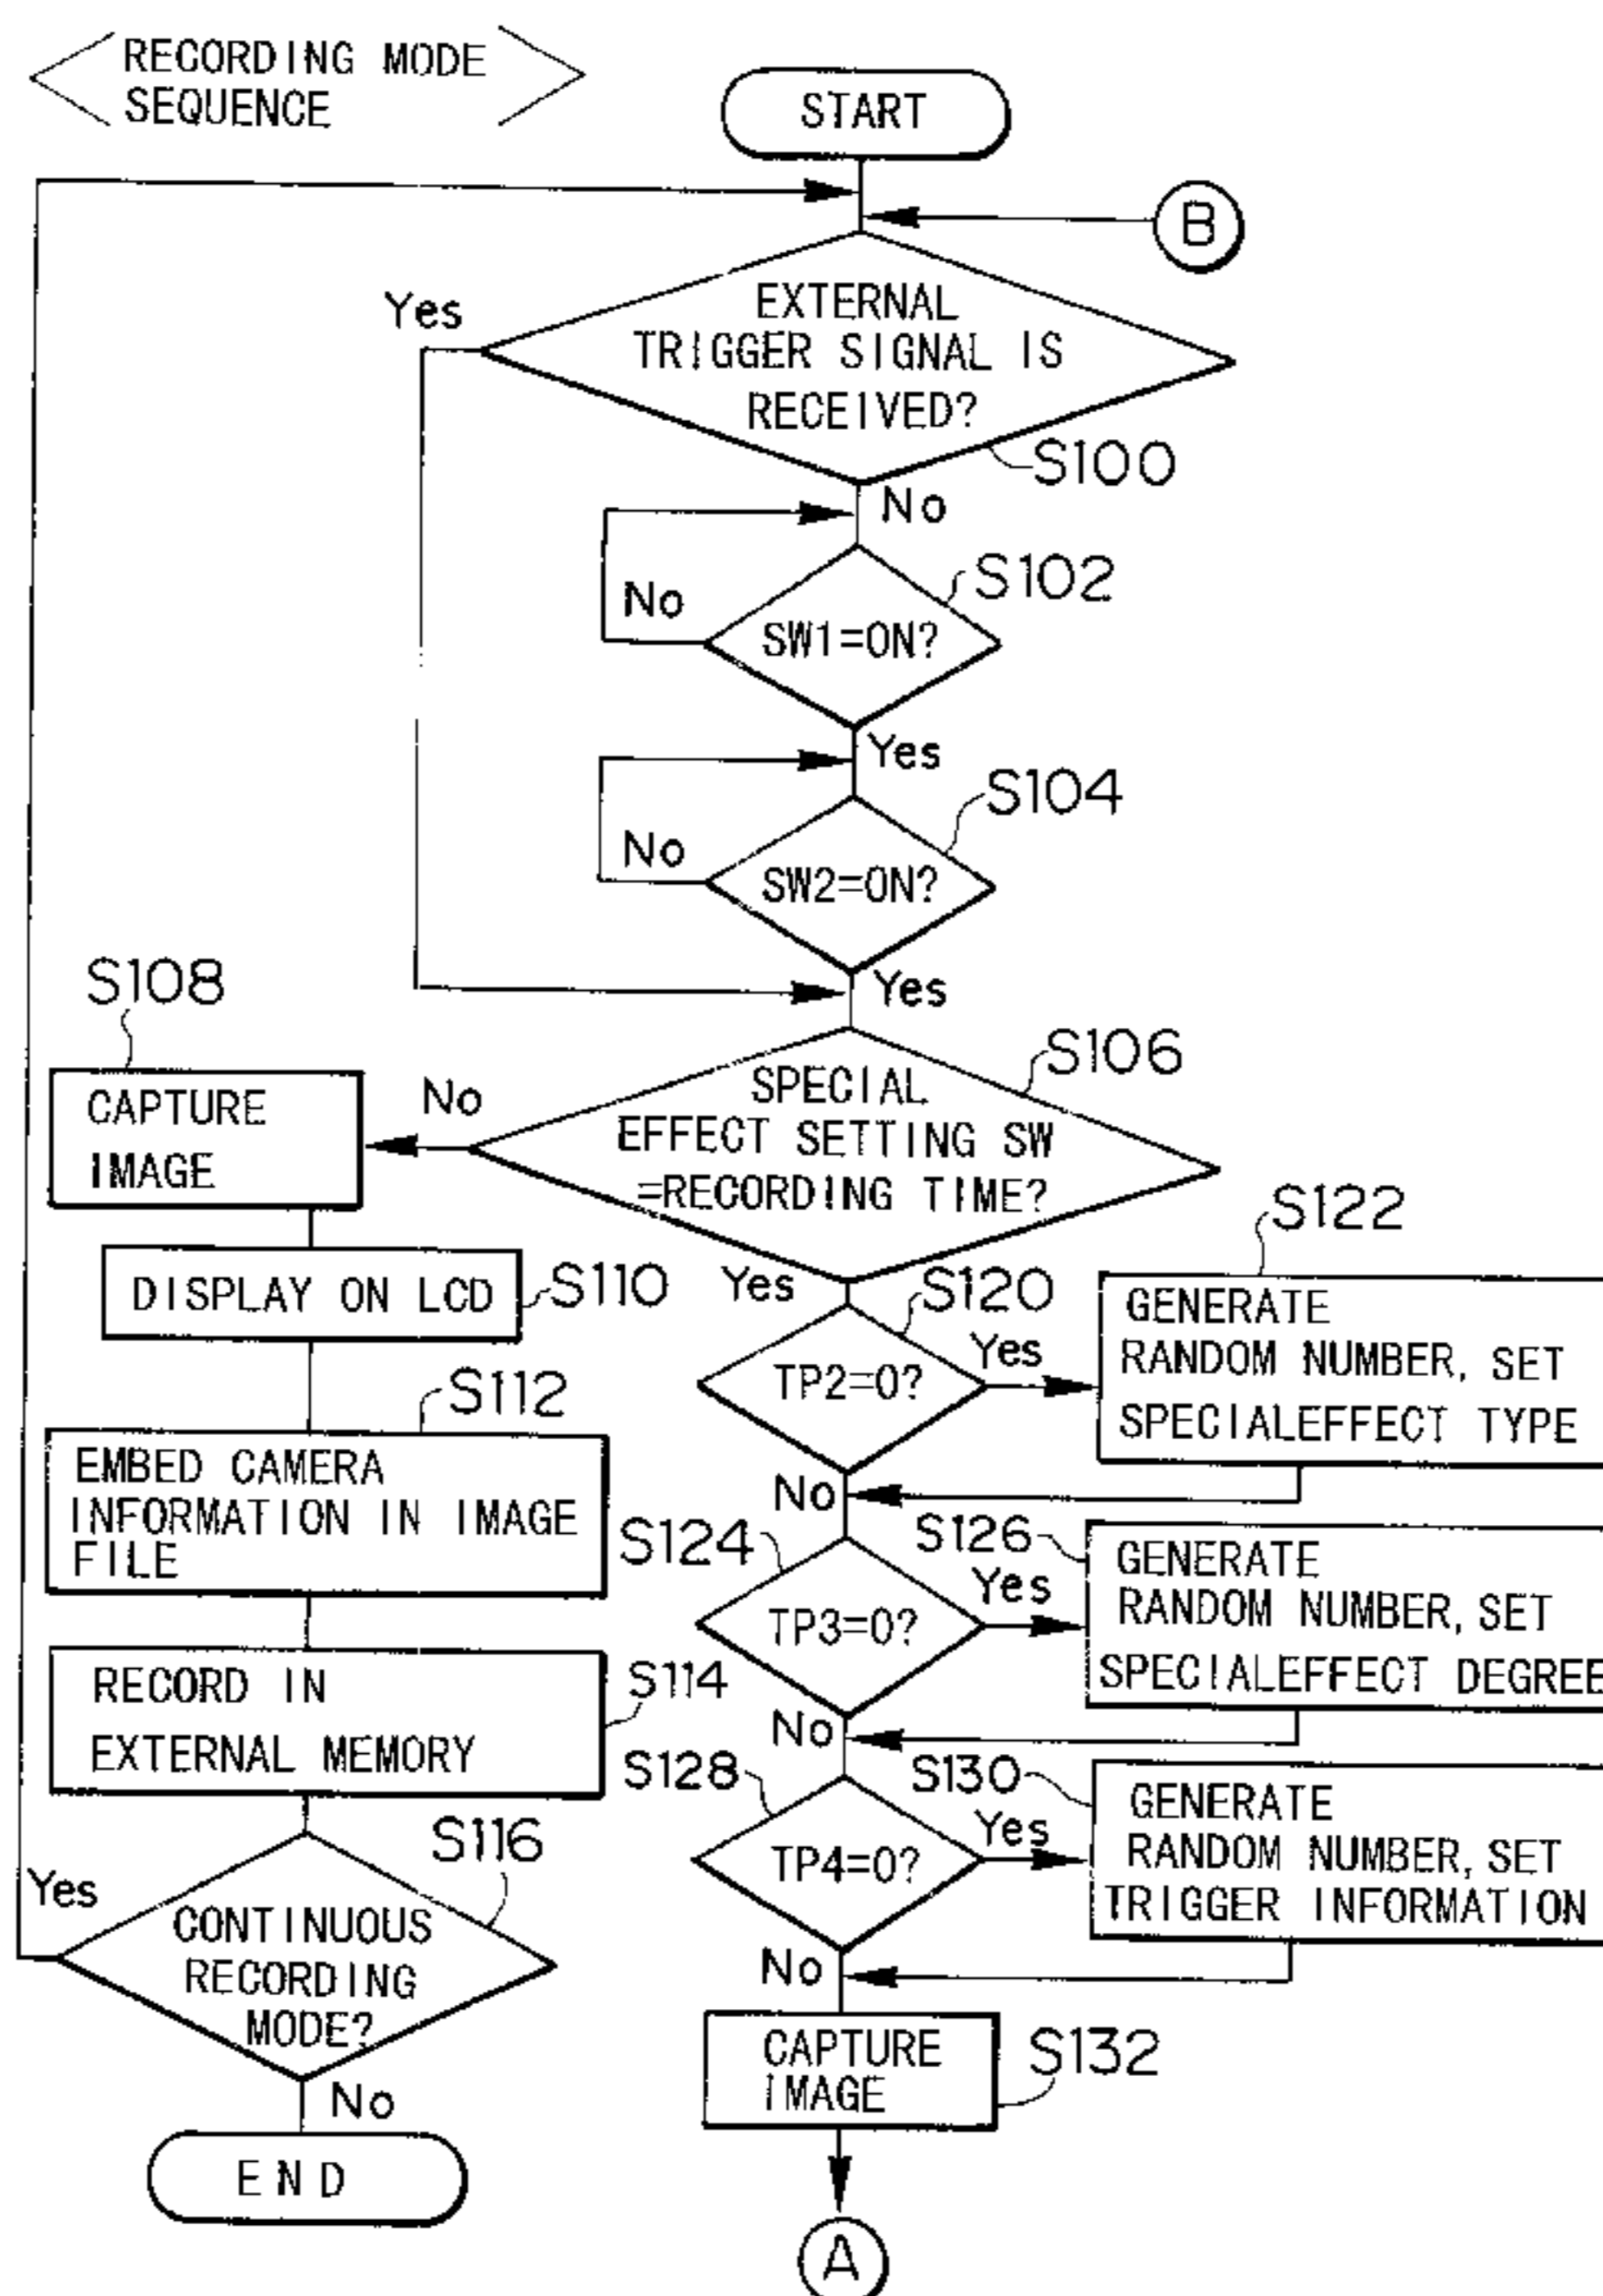 RECORDING MODE
SEQUENCE
START
B
EXTERNAL
TRIGGER SIGNAL IS
RECEIVED?
Yes
S100
No
S102
No
SW1=ON?
Yes
S104
No
SW2=ON?
Yes
S106
SPECIAL
EFFECT SETTING SW
=RECORDING TIME?
No
Yes
S108
CAPTURE
IMAGE
DISPLAY ON LCD
S110
S112
EMBED CAMERA
INFORMATION IN IMAGE
FILE
RECORD IN
EXTERNAL MEMORY
S114
S116
Yes
CONTINUOUS
RECORDING
MODE?
No
END
S120
TP2=0?
Yes
No
S122
GENERATE
RANDOM NUMBER, SET
SPECIALEFFECT TYPE
S124
TP3=0?
Yes
No
S126
GENERATE
RANDOM NUMBER, SET
SPECIALEFFECT DEGREE
S128
TP4=0?
Yes
No
S130
GENERATE
RANDOM NUMBER, SET
TRIGGER INFORMATION
CAPTURE
IMAGE
S132
A